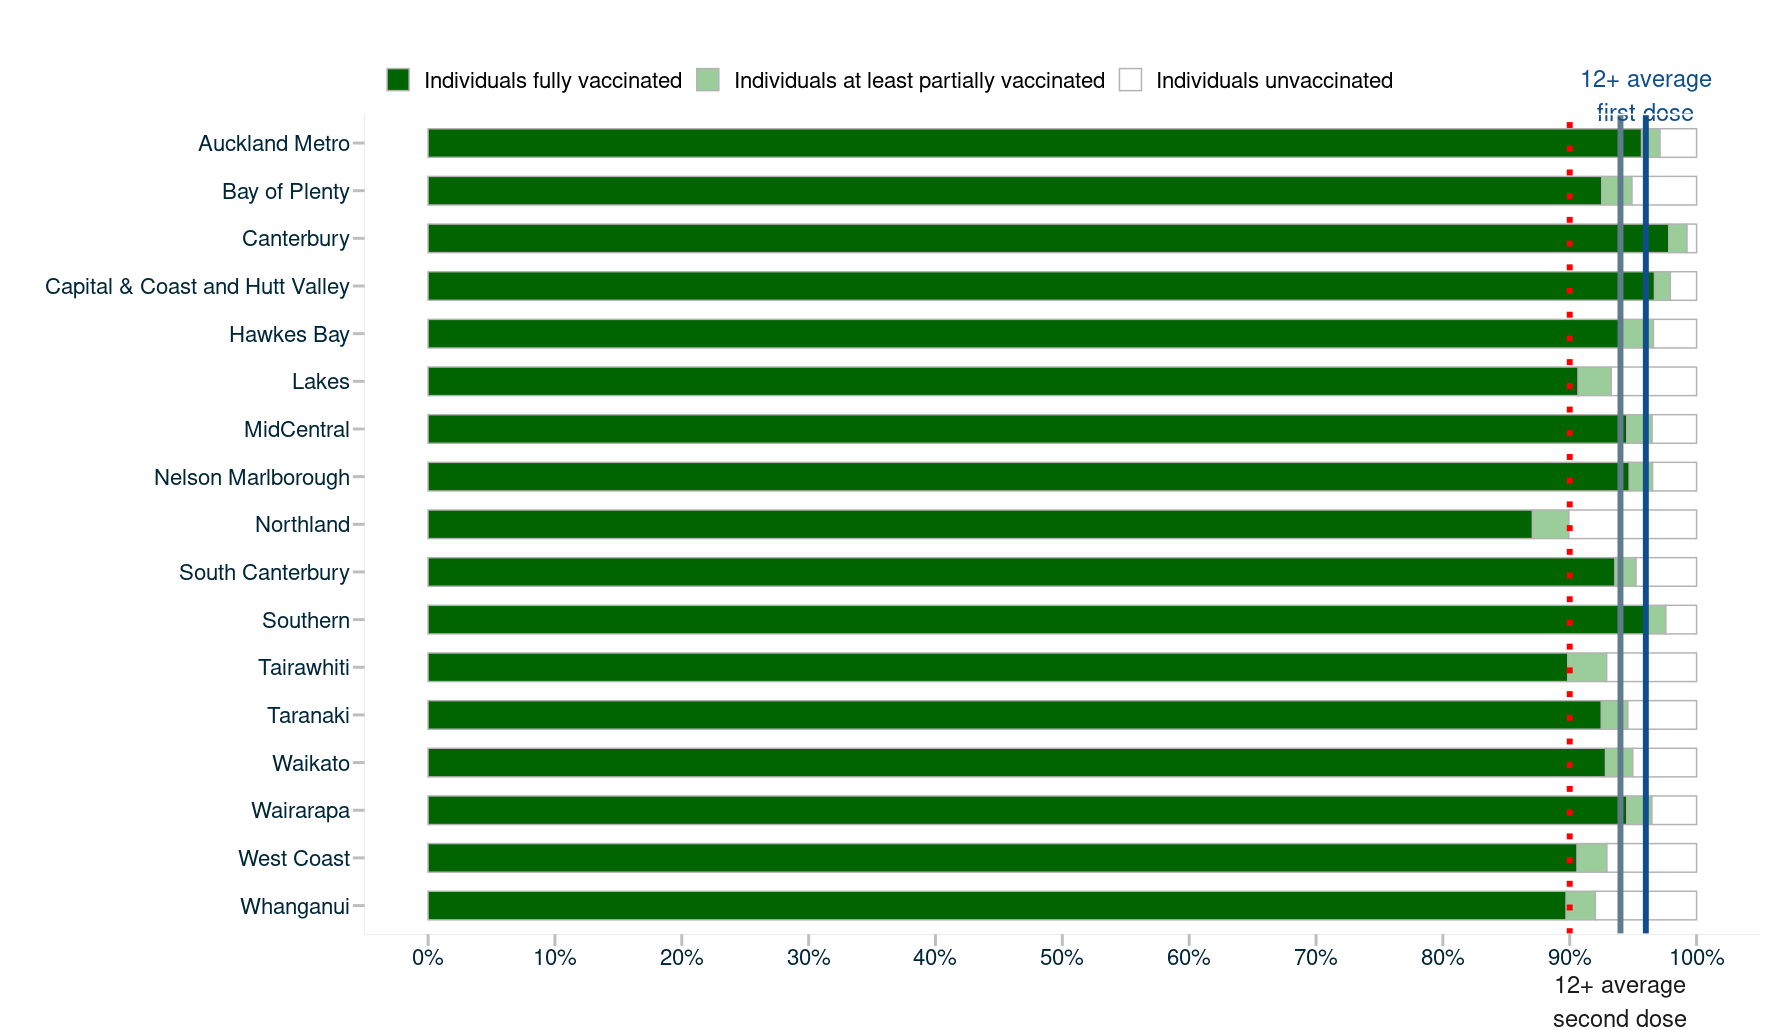 Individuals fully vaccinated Individuals at least partially vaccinated Individuals unvaccinated
12+ average
first dose
Auckland Metro
Bay of Plenty
Canterbury
Capital & Coast and Hutt Valley
Hawkes Bay
Lakes
MidCentral
Nelson Marlborough
Northland
South Canterbury
Southern
Tairawhiti
Taranaki
Waikato
Wairarapa
West Coast
Whanganui
0% 10% 20% 30% 40% 50% 60% 70% 80% 90% 100%
12+ average
second dose